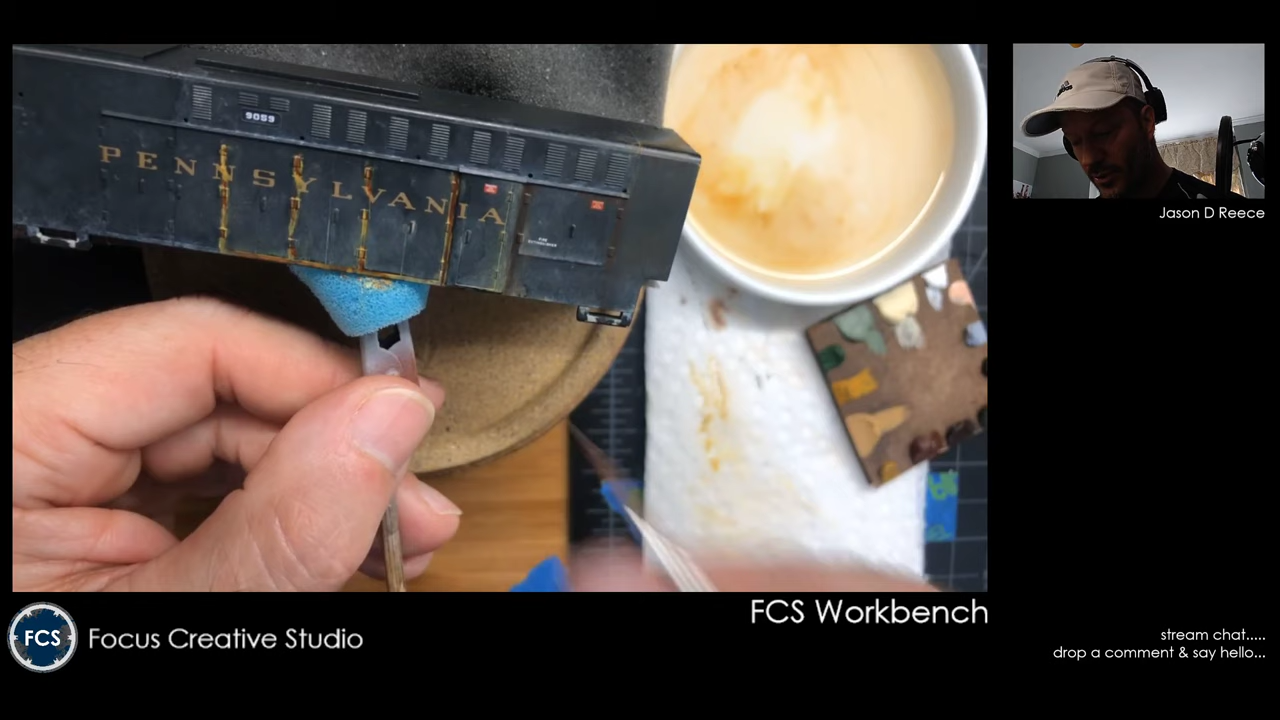 9059
PENNSYLVANIA
Jason D Reece
FCS Workbench
FCS
Focus Creative Studio
stream chat.....
drop a comment & say hello...